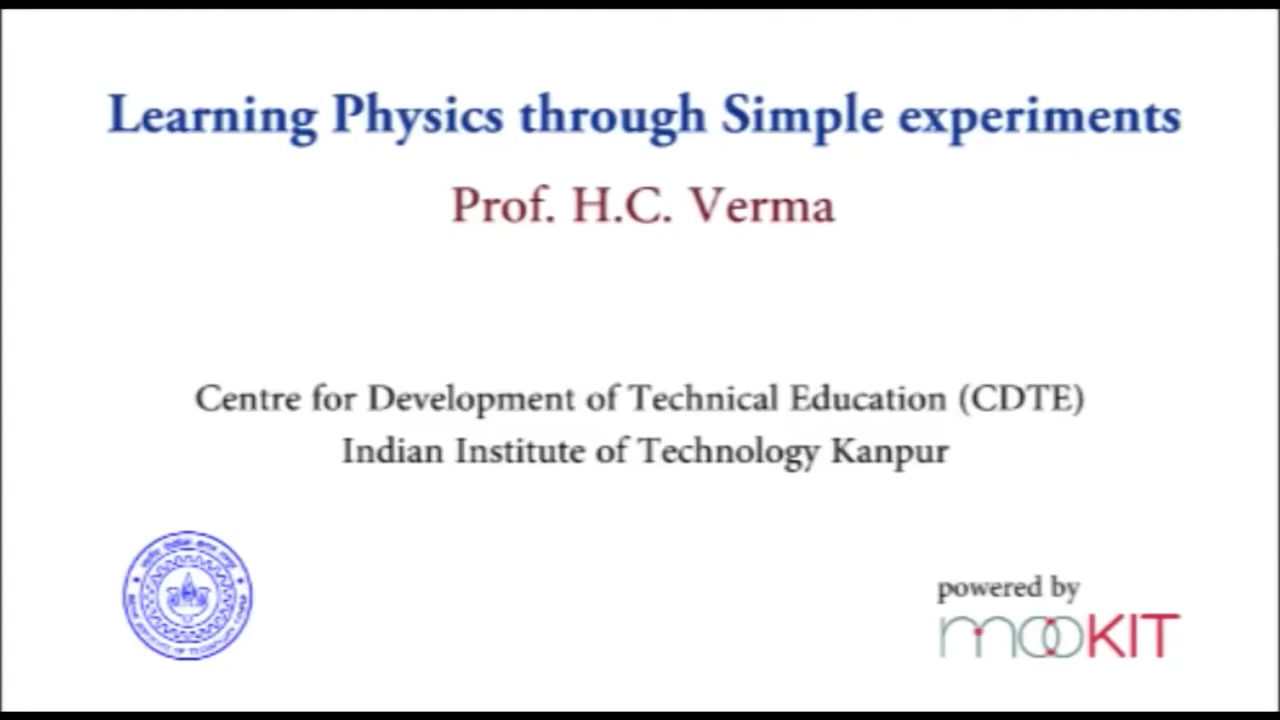 Learning Physics through Simple experiments
Prof. H.C. Verma
Centre for Development of Technical Education (CDTE)
Indian Institute of Technology Kanpur
powered by
mooKIT